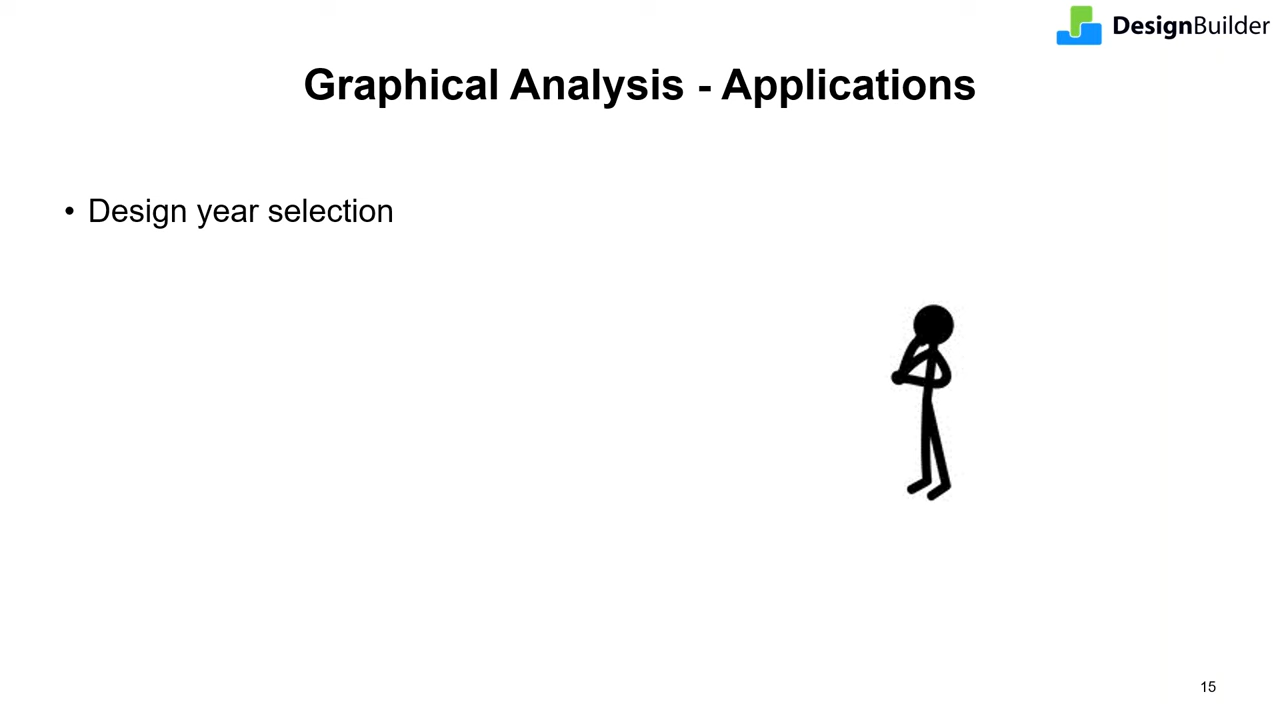 DesignBuilder
Graphical Analysis - Applications
• Design year selection
15